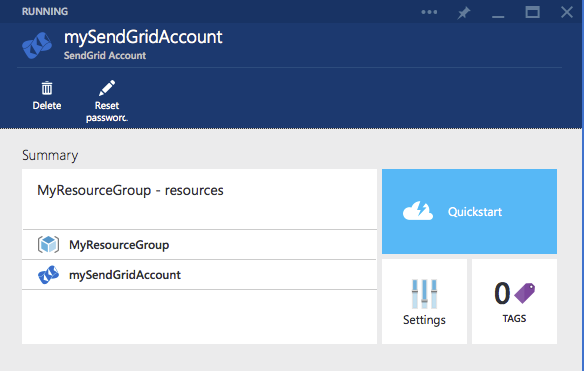 RUNNING
mySendGridAccount
SendGrid Account
Delete
Reset
passworc.
Summary
MyResourceGroup - resources
Quickstart
MyResourceGroup
mySendGridAccount
Settings
0
TAGS